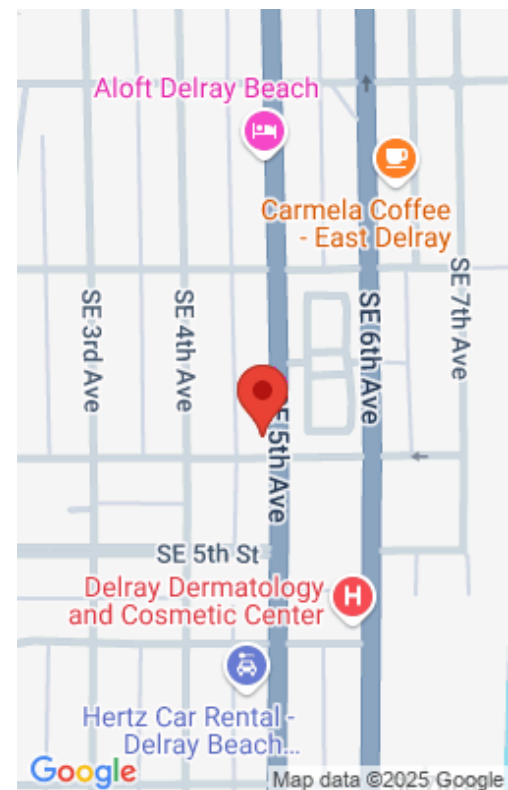 Aloft Delray Beach
Carmela Coffee
- East Delray
SE 3rd Ave
SE 4th Ave
SE 5th Ave
SE 6th Ave
SE 7th Ave
SE 5th St
Delray Dermatology
and Cosmetic Center
H
Hertz Car Rental -
Delray Beach...
Google
Map data ©2025 Google